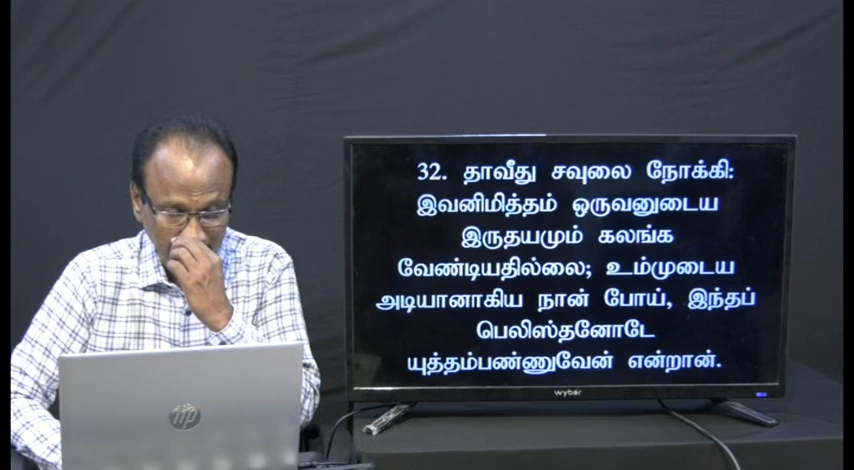 32. தாவீது சவுலை நோக்கி:
இவனிமித்தம் ஒருவனுடைய
இருதயமும் கலங்க
வேண்டியதில்லை; உம்முடைய
அடியானாகிய நான் போய், இந்தப்
பெலிஸ்தனோடே
யுத்தம்பண்ணுவேன் என்றான்.
wybor
hp